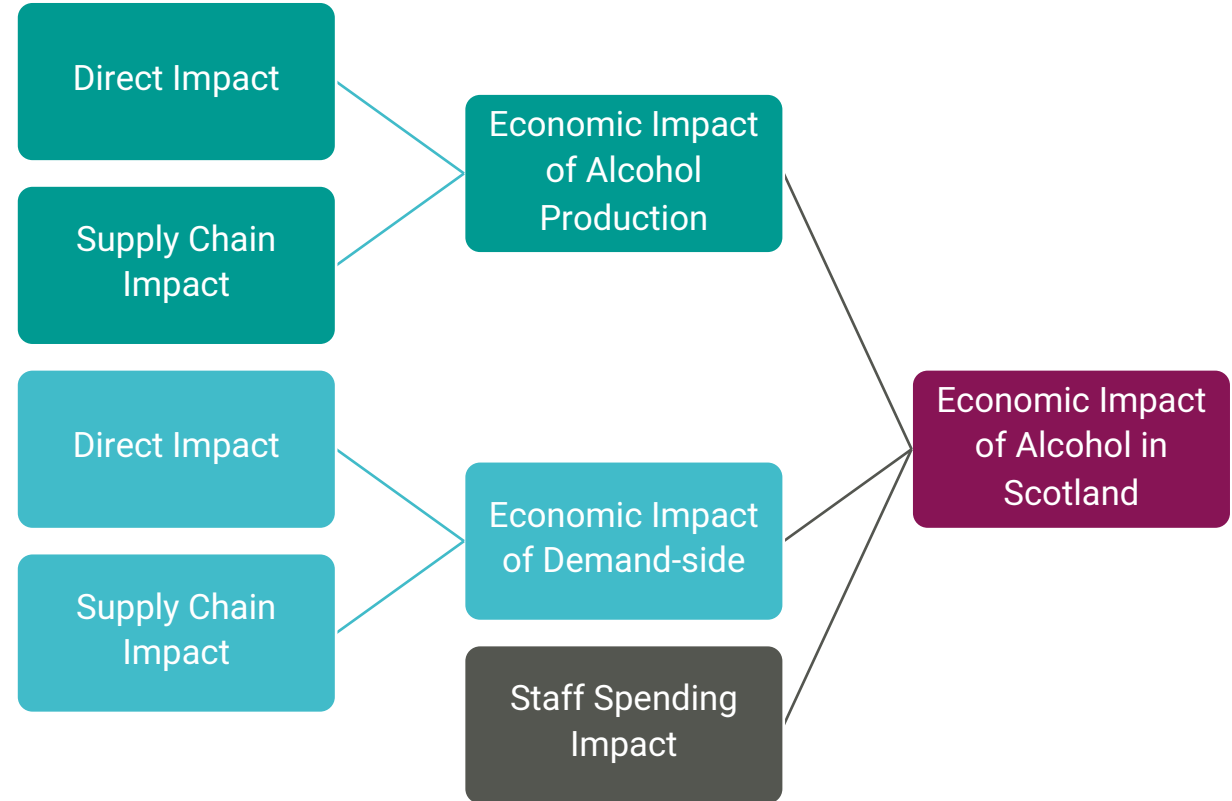 Direct Impact
Supply Chain
Impact
Direct Impact
Supply Chain
Impact
Economic Impact
of Alcohol
Production
Economic Impact
of Demand-side
Staff Spending
Impact
Economic Impact
of Alcohol in
Scotland